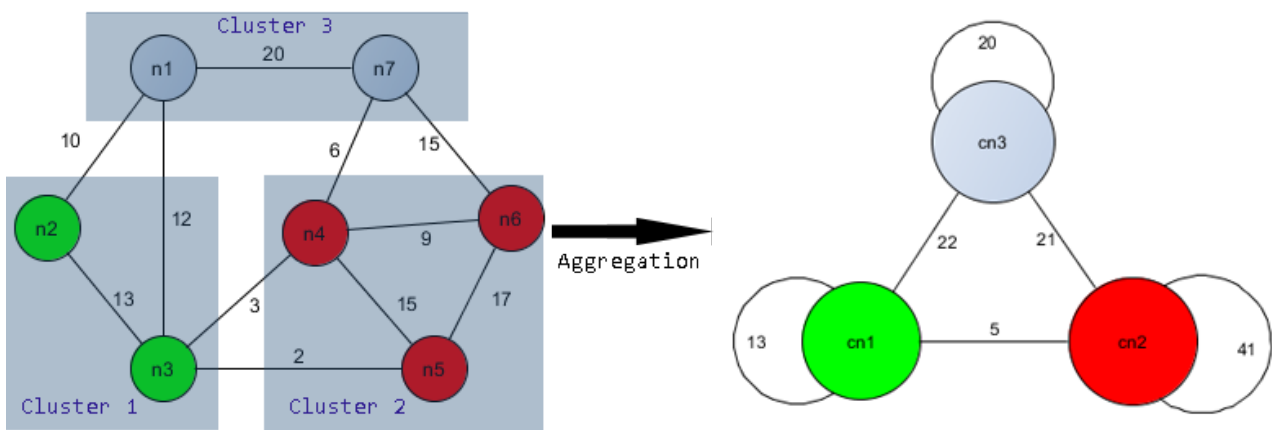 Cluster 3
n1
20
n7
10
6
15
12
n2
n4
n6
9
13
3
15
17
2
n3
n5
Cluster 1
Cluster 2
Aggregation
20
cn3
22
21
13
cn1
5
cn2
41